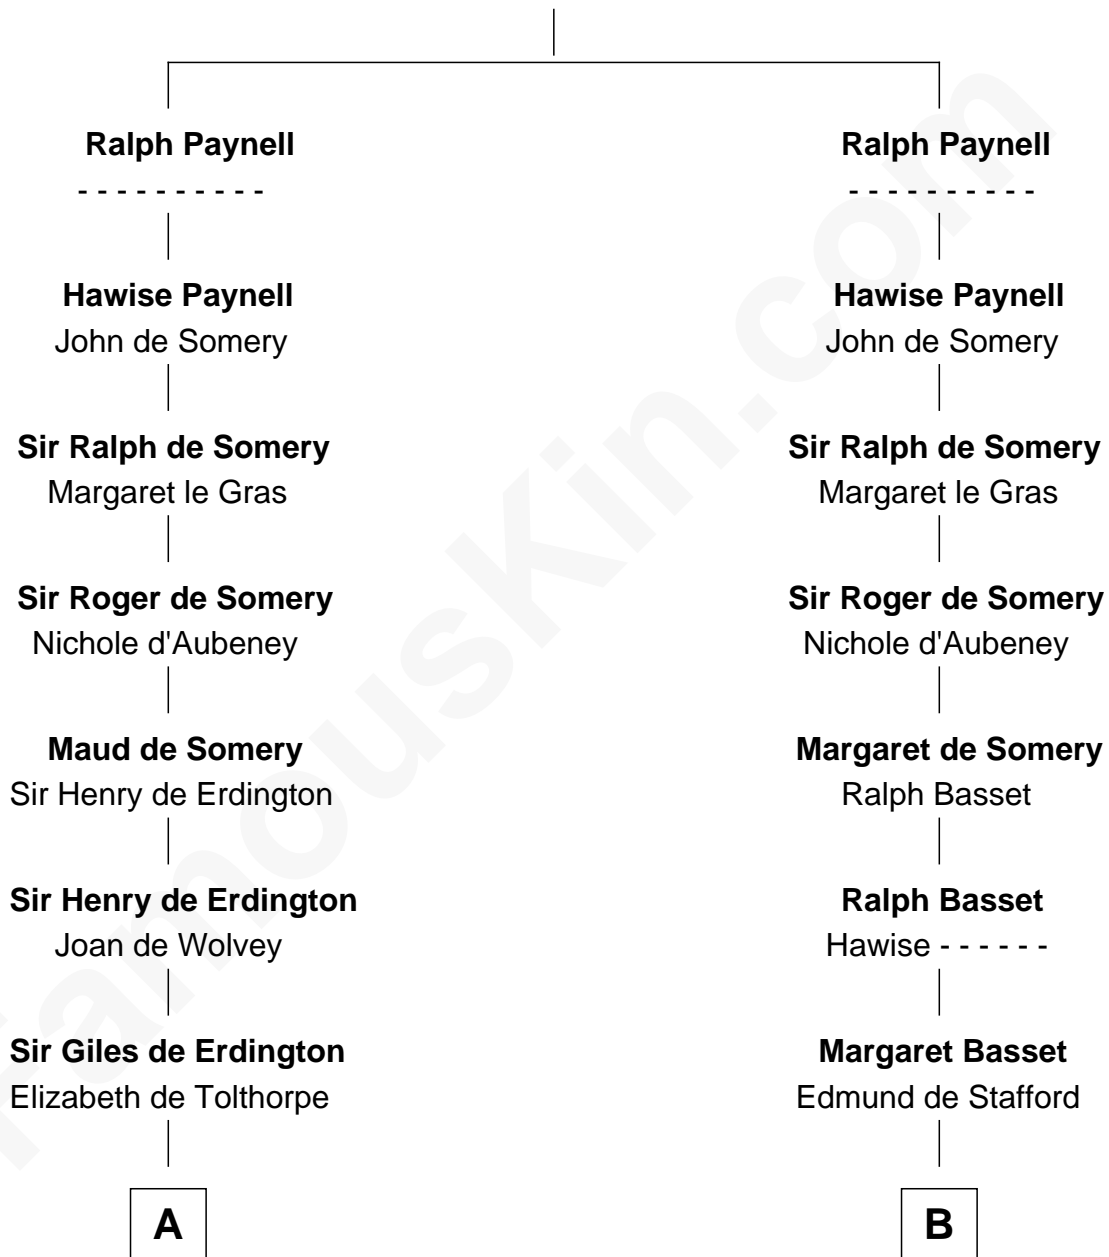 Ralph Paynell
- - - - - - - - - -
Hawise Paynell
John de Somery
Sir Ralph de Somery
Margaret le Gras
Sir Roger de Somery
Nichole d'Aubeney
Maud de Somery
Sir Henry de Erdington
Sir Henry de Erdington
Joan de Wolvey
Sir Giles de Erdington
Elizabeth de Tolthorpe
A
Ralph Paynell
- - - - - - - - - -
Hawise Paynell
John de Somery
Sir Ralph de Somery
Margaret le Gras
Sir Roger de Somery
Nichole d'Aubeney
Margaret de Somery
Ralph Basset
Ralph Basset
Hawise - - - - - -
Margaret Basset
Edmund de Stafford
B
FamousKin.com